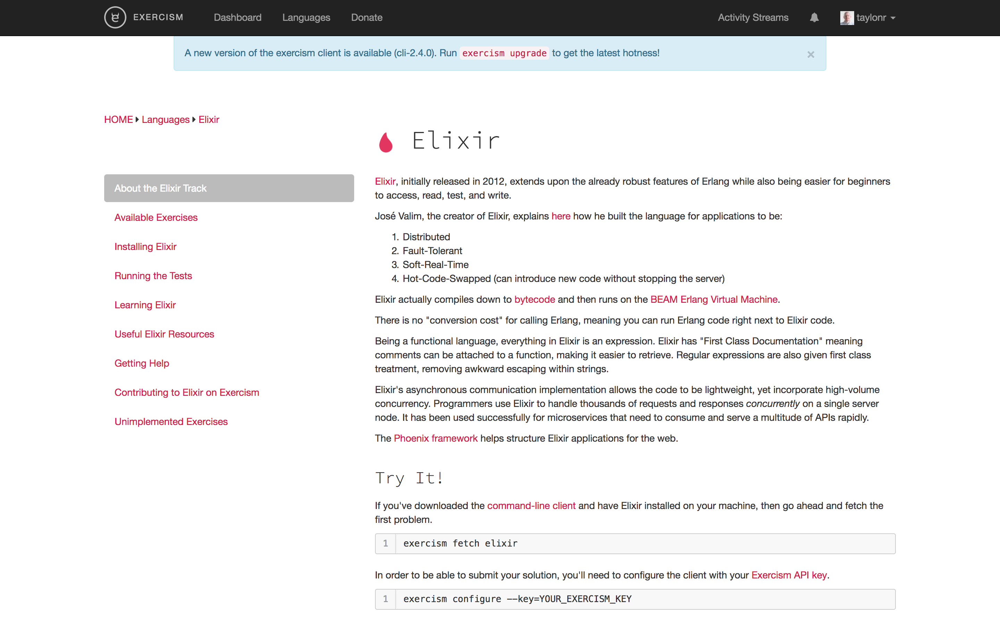 EXERCISM Dashboard Languages Donate Activity Streams taylonr
A new version of the exercism client is available (cli-2.4.0). Run exercism upgrade to get the latest hotness! ×
HOME Languages Elixir
Elixir
About the Elixir Track
Available Exercises
Installing Elixir
Running the Tests
Learning Elixir
Useful Elixir Resources
Getting Help
Contributing to Elixir on Exercism
Unimplemented Exercises
Elixir, initially released in 2012, extends upon the already robust features of Erlang while also being easier for beginners
to access, read, test, and write.
José Valim, the creator of Elixir, explains here how he built the language for applications to be:
1. Distributed
2. Fault-Tolerant
3. Soft-Real-Time
4. Hot-Code-Swapped (can introduce new code without stopping the server)
Elixir actually compiles down to bytecode and then runs on the BEAM Erlang Virtual Machine.
There is no "conversion cost" for calling Erlang, meaning you can run Erlang code right next to Elixir code.
Being a functional language, everything in Elixir is an expression. Elixir has "First Class Documentation" meaning
comments can be attached to a function, making it easier to retrieve. Regular expressions are also given first class
treatment, removing awkward escaping within strings.
Elixir's asynchronous communication implementation allows the code to be lightweight, yet incorporate high-volume
concurrency. Programmers use Elixir to handle thousands of requests and responses concurrently on a single server
node. It has been used successfully for microservices that need to consume and serve a multitude of APIs rapidly.
The Phoenix framework helps structure Elixir applications for the web.
Try It!
If you've downloaded the command-line client and have Elixir installed on your machine, then go ahead and fetch the
first problem.
1 exercism fetch elixir
In order to be able to submit your solution, you'll need to configure the client with your Exercism API key.
1 exercism configure --key=YOUR_EXERCISM_KEY